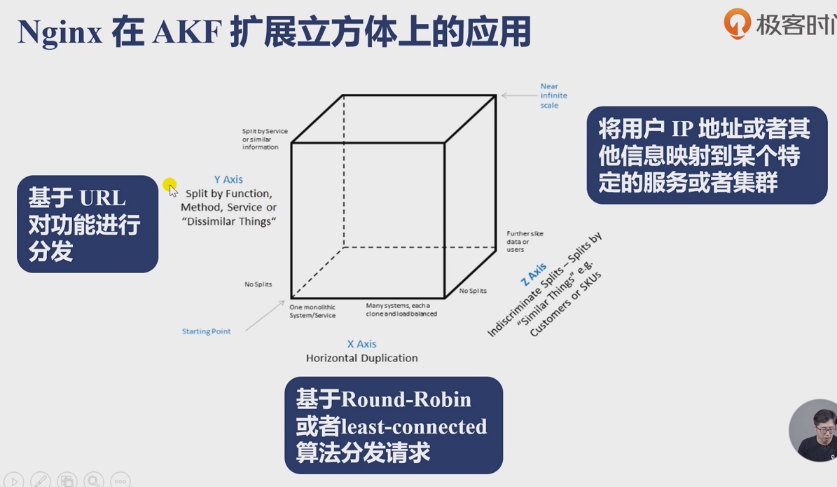 Nginx 在 AKF 扩展立方体上的应用
极客时
Near
infinite
scale
Split by Service
or similar
information
将用户 IP 地址或者其
他信息映射到某个特
定的服务或者集群
Y Axis
Split by Function,
Method, Service or
“Dissimilar Things”
基于 URL
对功能进行
分发
Further slice
data or
users
No Splits
No Splits
Z Axis
Indiscriminate Splits – Splits by
“Similar Things” e.g.
Customers or SKUs
One monolithic
System/Service
Many systems, each a
clone and load balanced
Starting Point
X Axis
Horizontal Duplication
基于Round-Robin
或者least-connected
算法分发请求